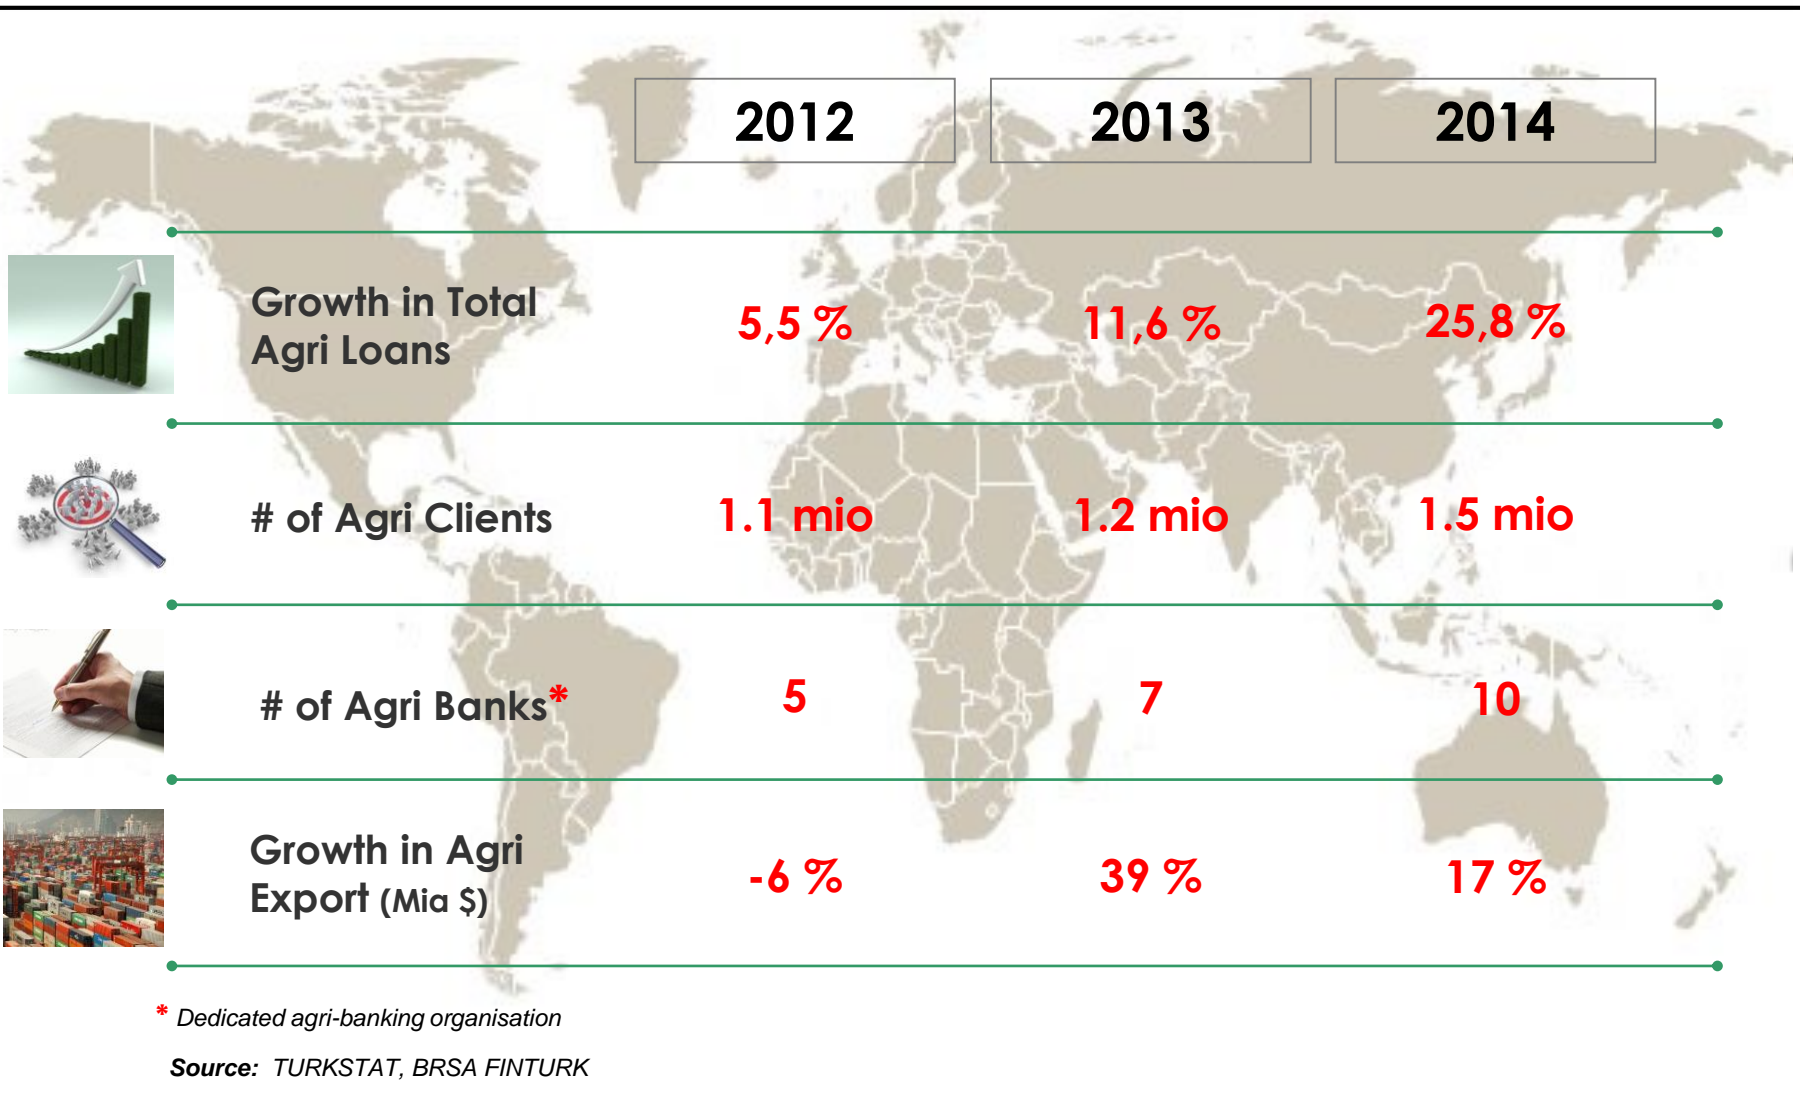 2012 2013 2014
Growth in Total
Agri Loans
5,5 % 11,6 % 25,8 %
# of Agri Clients 1.1 mio 1.2 mio 1.5 mio
# of Agri Banks* 5 7 10
Growth in Agri
Export (Mia $)
-6 % 39 % 17 %
* Dedicated agri-banking organisation
Source: TURKSTAT, BRSA FINTURK